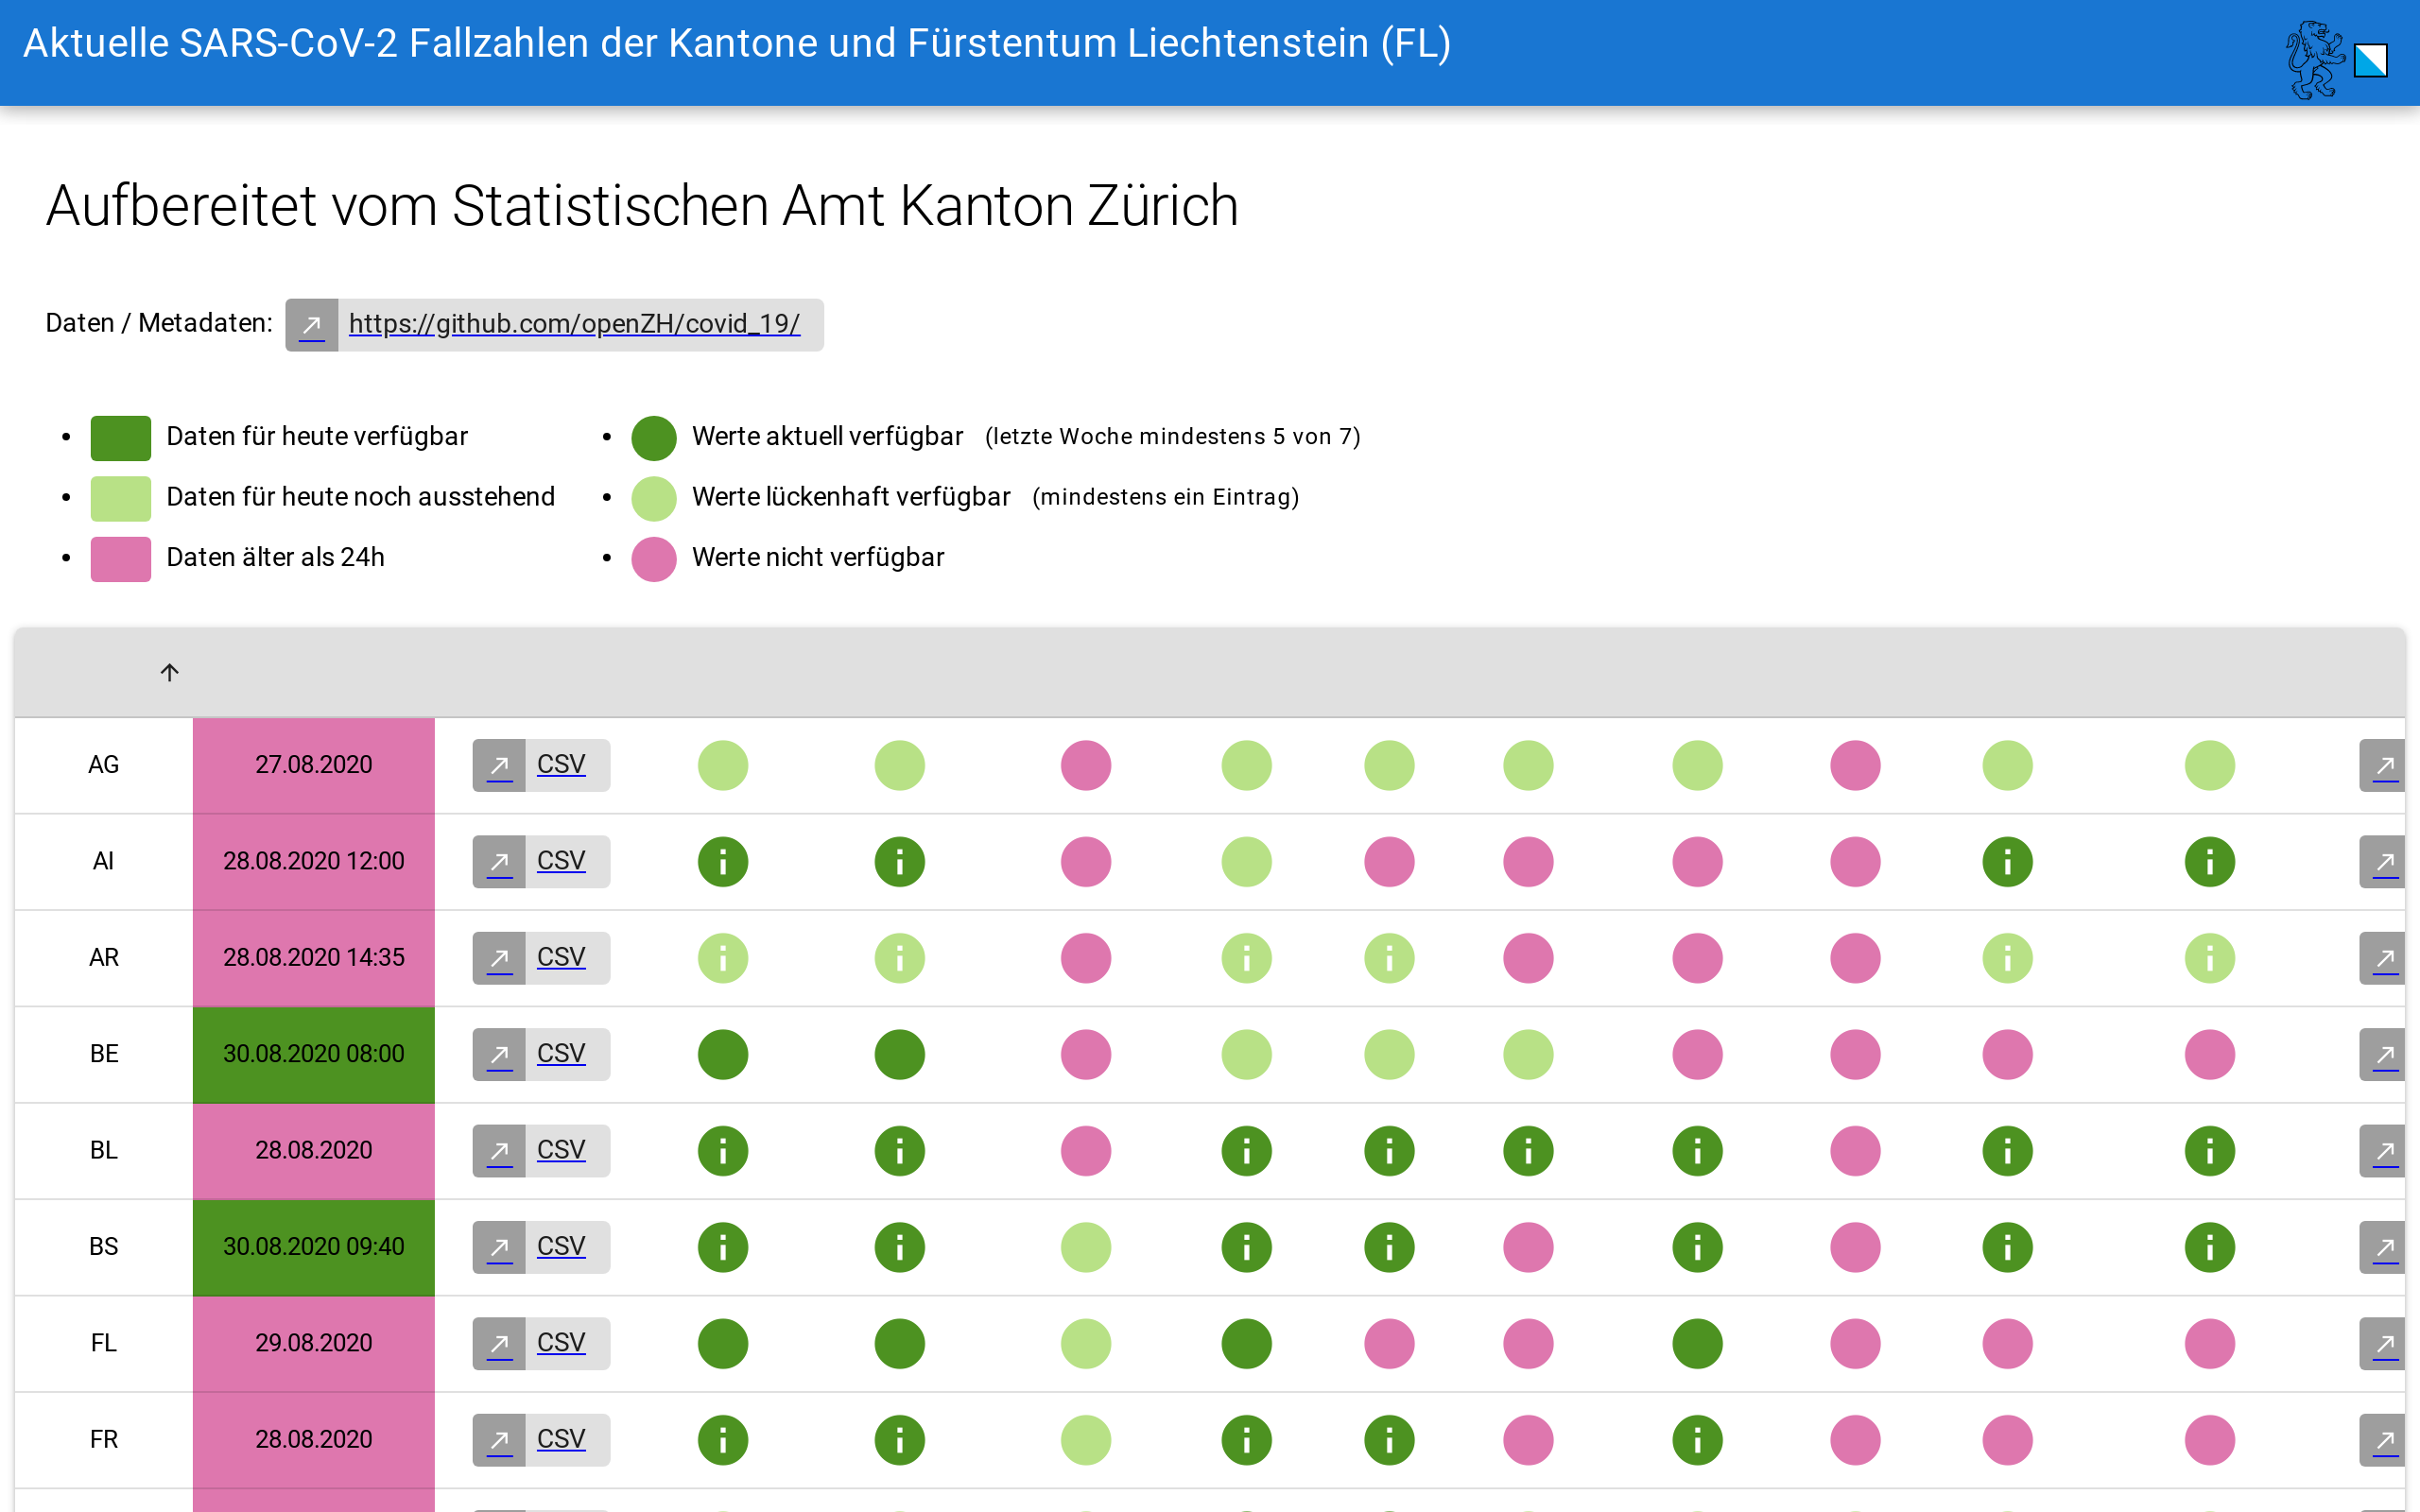 Aktuelle SARS-CoV-2 Fallzahlen der Kantone und Fürstentum Liechtenstein (FL)
Aufbereitet vom Statistischen Amt Kanton Zürich
Daten / Metadaten: https://github.com/openZH/covid_19/
Daten für heute verfügbar
Daten für heute noch ausstehend
Daten älter als 24h
Werte aktuell verfügbar (letzte Woche mindestens 5 von 7)
Werte lückenhaft verfügbar (mindestens ein Eintrag)
Werte nicht verfügbar
AG 27.08.2020 CSV
AI 28.08.2020 12:00 CSV
AR 28.08.2020 14:35 CSV
BE 30.08.2020 08:00 CSV
BL 28.08.2020 CSV
BS 30.08.2020 09:40 CSV
FL 29.08.2020 CSV
FR 28.08.2020 CSV